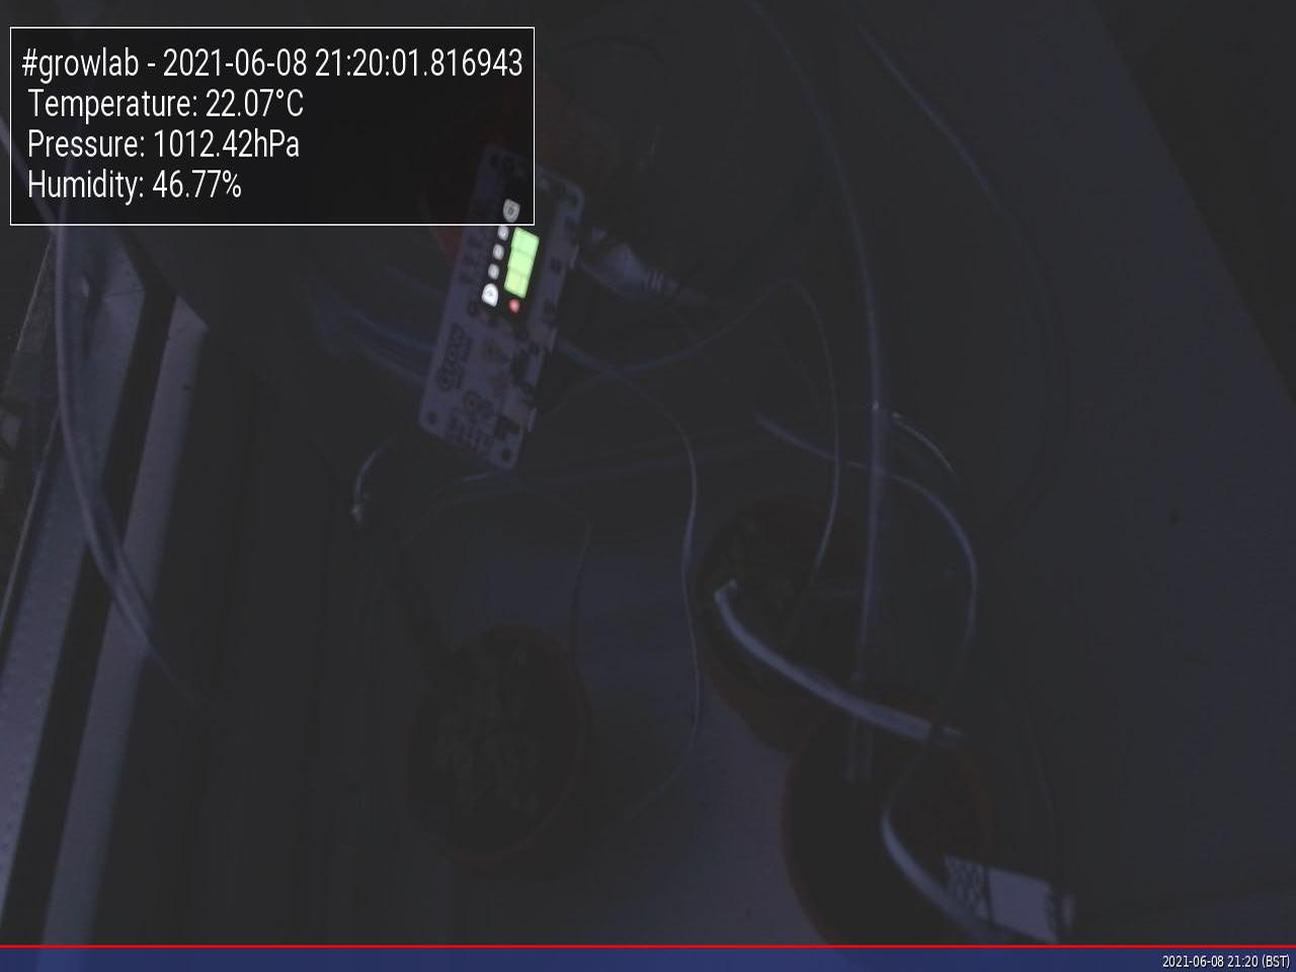 #growlab - 2021-06-08 21:20:01.816943
Temperature: 22.07°C
Pressure: 1012.42hPa
Humidity: 46.77%
2021-06-08 21:20 (BST)